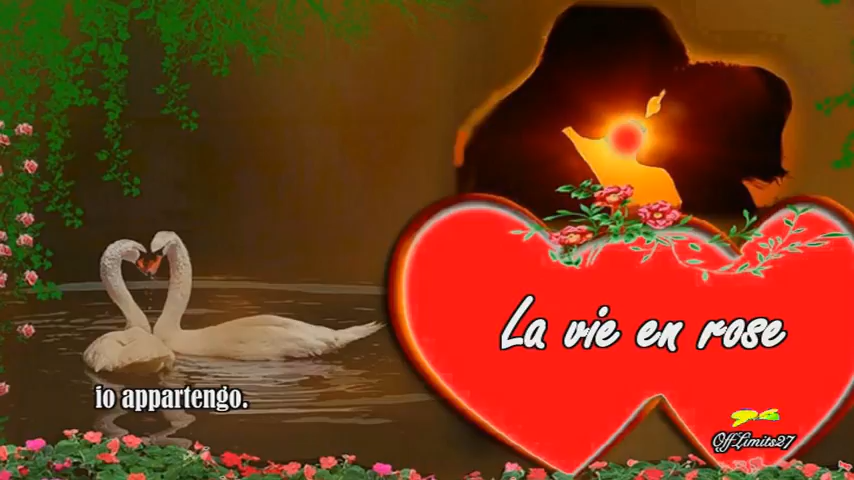 La vie en rose
io appartengo.
OffLimits27